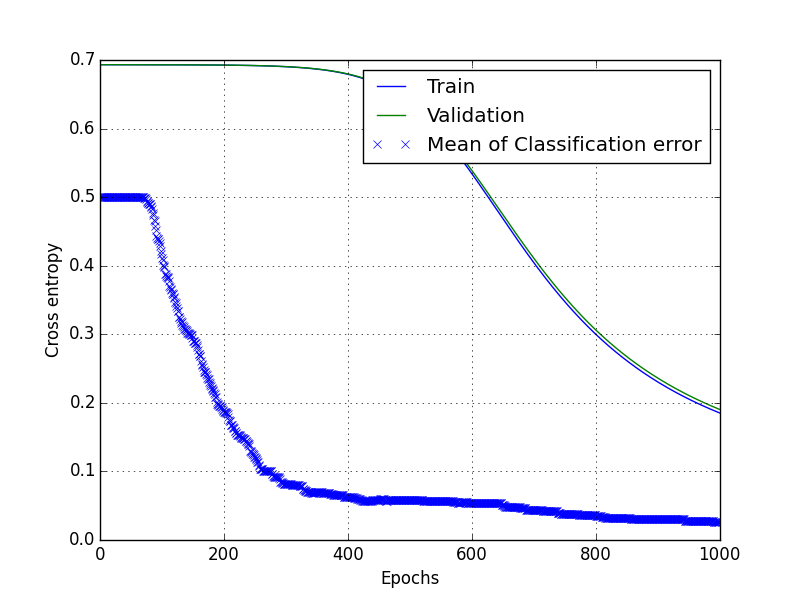 0.7
0.6
0.5
0.4
0.3
0.2
0.1
0.0
Cross entropy
Train
Validation
Mean of Classification error
0 200 400 600 800 1000
Epochs